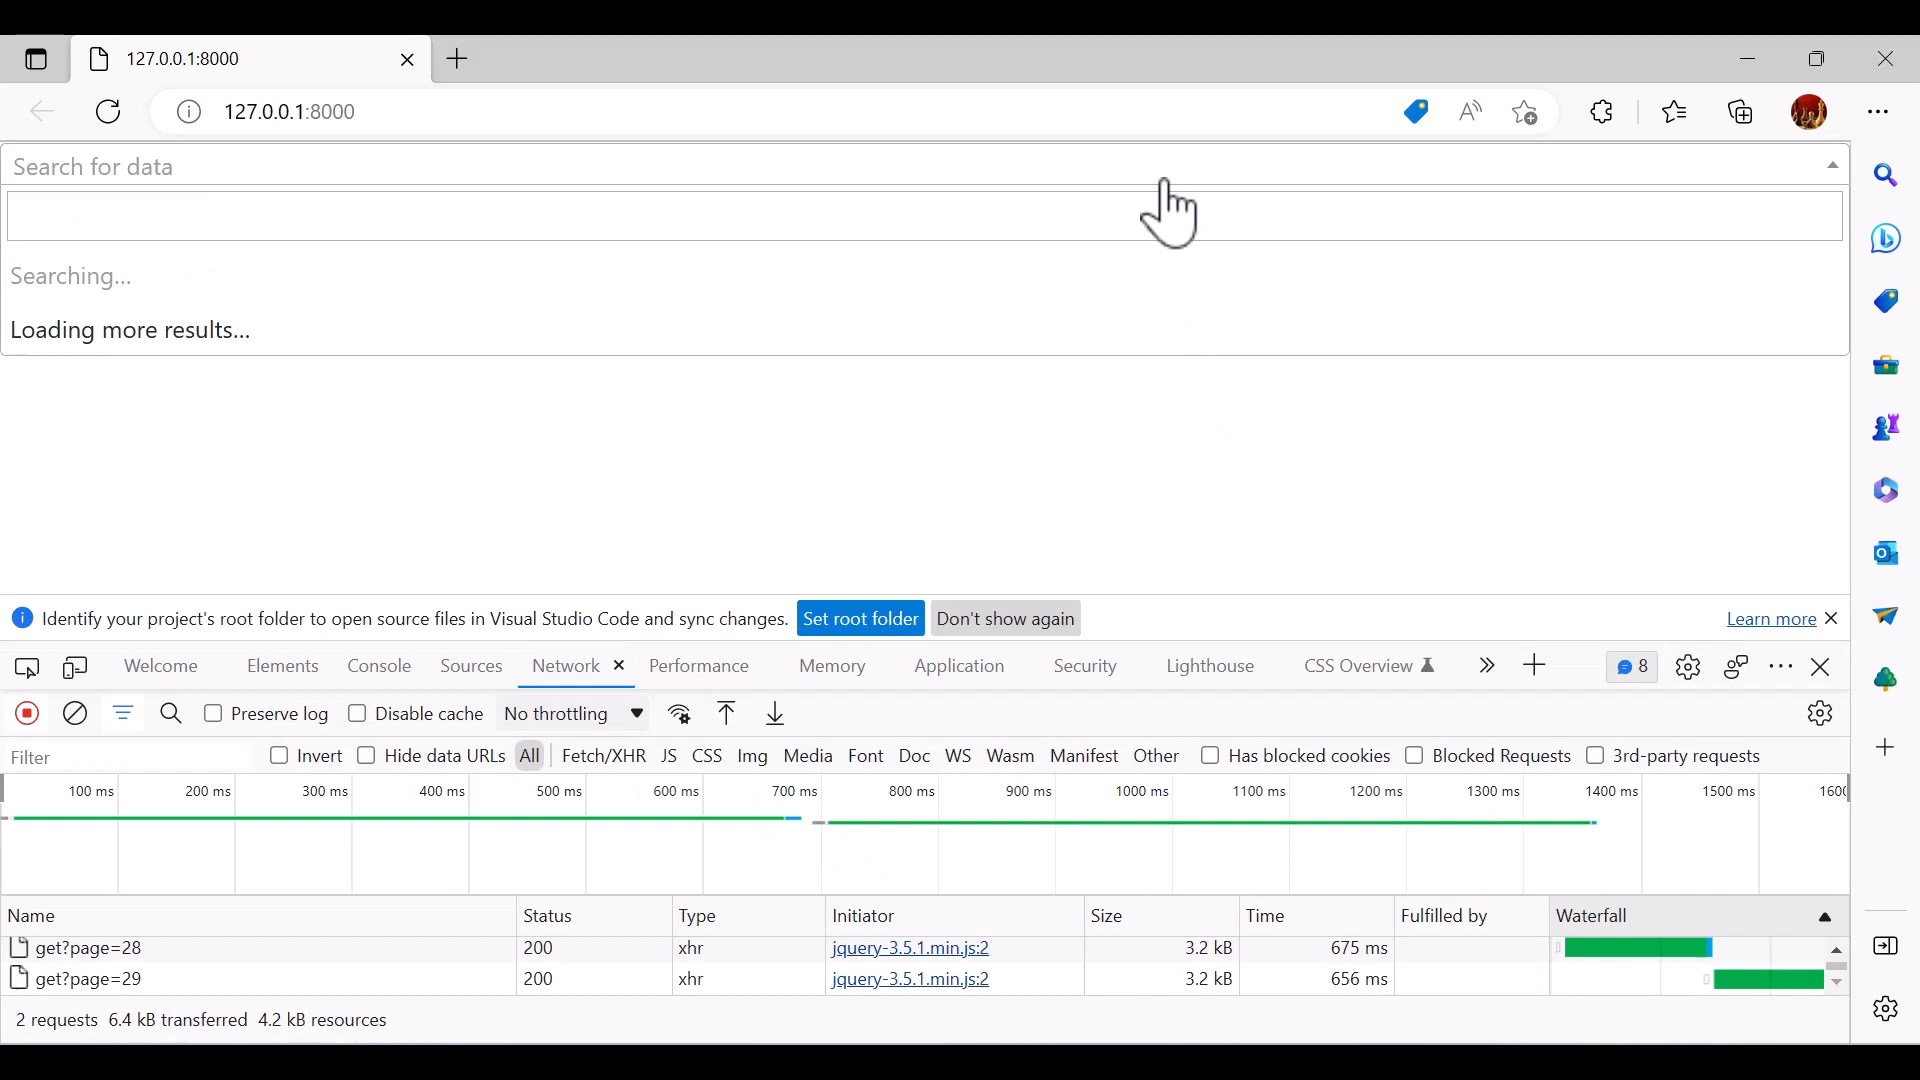 127.0.0.1:8000
127.0.0.1:8000
Search for data
Searching...
Loading more results...
Identify your project's root folder to open source files in Visual Studio Code and sync changes. Set root folder Don't show again Learn more
Welcome Elements Console Sources Network Performance Memory Application Security Lighthouse CSS Overview 8
Preserve log Disable cache No throttling
Filter Invert Hide data URLs All Fetch/XHR JS CSS Img Media Font Doc WS Wasm Manifest Other Has blocked cookies Blocked Requests 3rd-party requests
100 ms 200 ms 300 ms 400 ms 500 ms 600 ms 700 ms 800 ms 900 ms 1000 ms 1100 ms 1200 ms 1300 ms 1400 ms 1500 ms
Name Status Type Initiator Size Time Fulfilled by Waterfall
get?page=28 200 xhr jquery-3.5.1.min.js:2 3.2 kB 675 ms
get?page=29 200 xhr jquery-3.5.1.min.js:2 3.2 kB 656 ms
2 requests 6.4 kB transferred 4.2 kB resources